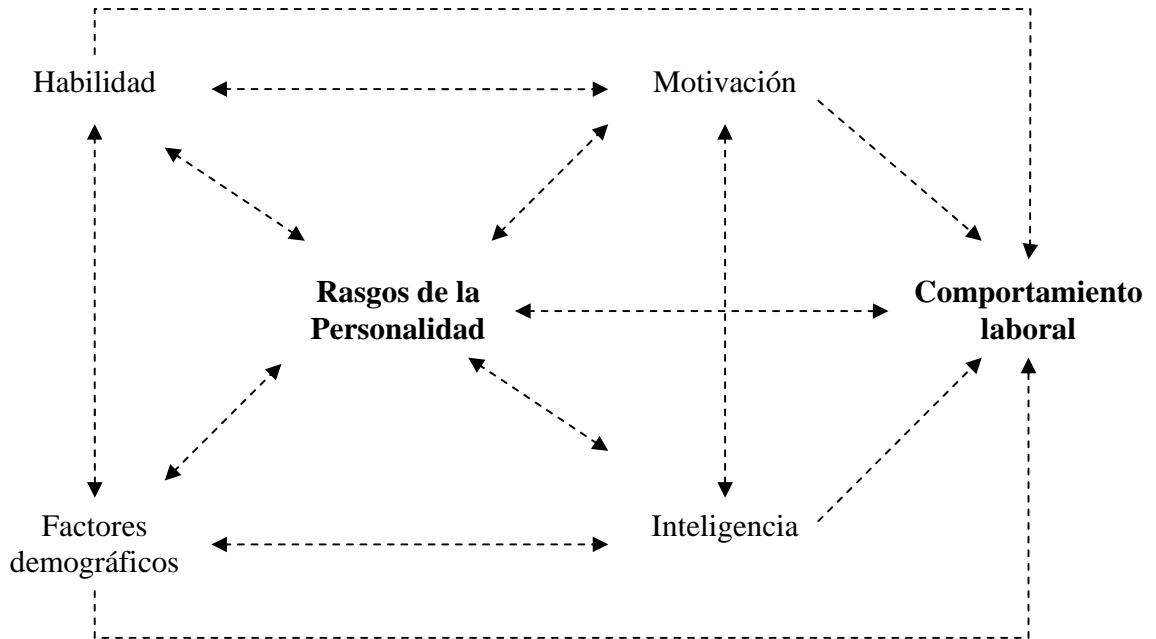 Habilidad
Motivación
Rasgos de la
Personalidad
Comportamiento
laboral
Factores
demográficos
Inteligencia